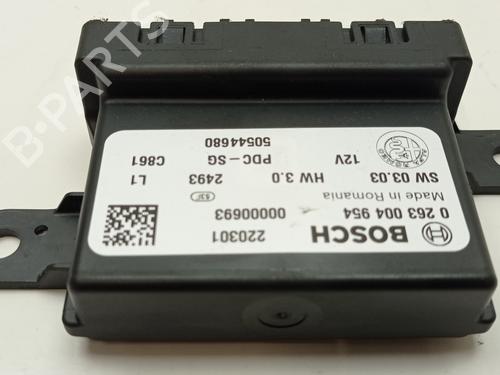 BOSCH
220301
0 263 004 954
00000693
Made in Romania
53F
SW 03.03
HW 3.0
2493
L1
12V
PDC-SG
C861
50544680
B-PARTS